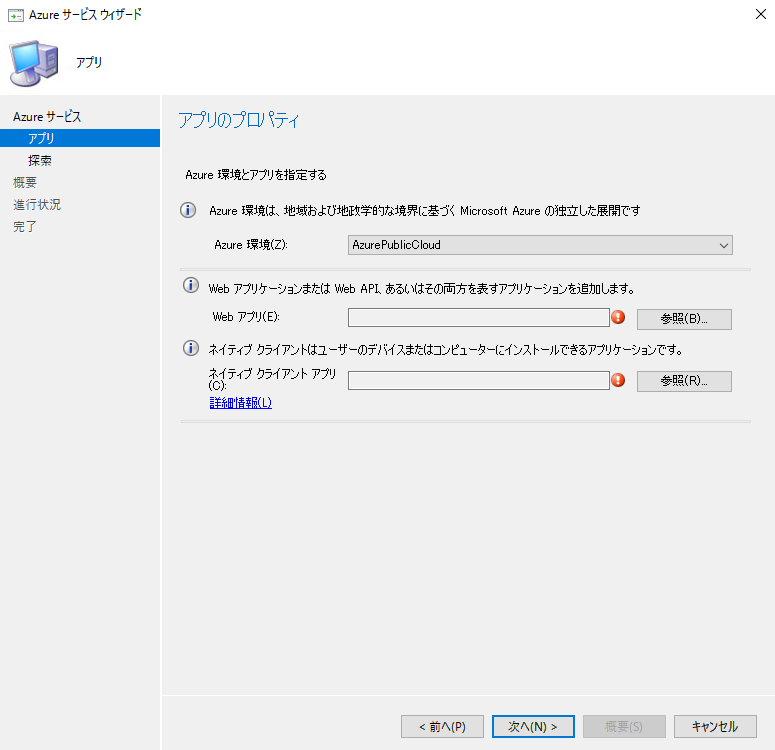 Azure サービス ウィザード
アプリ
Azure サービス
アプリ
探索
概要
進行状況
完了
アプリのプロパティ
Azure 環境とアプリを指定する
Azure 環境は、地域および地政学的な境界に基づく Microsoft Azure の独立した展開です
Azure 環境(Z):
AzurePublicCloud
Web アプリケーションまたは Web API、あるいはその両方を表すアプリケーションを追加します。
Web アプリ(E):
参照(B)...
ネイティブ クライアントはユーザーのデバイスまたはコンピューターにインストールできるアプリケーションです。
ネイティブ クライアント アプリ
(C):
参照(R)...
詳細情報(L)
< 前へ(P)
次へ(N) >
概要(S)
キャンセル